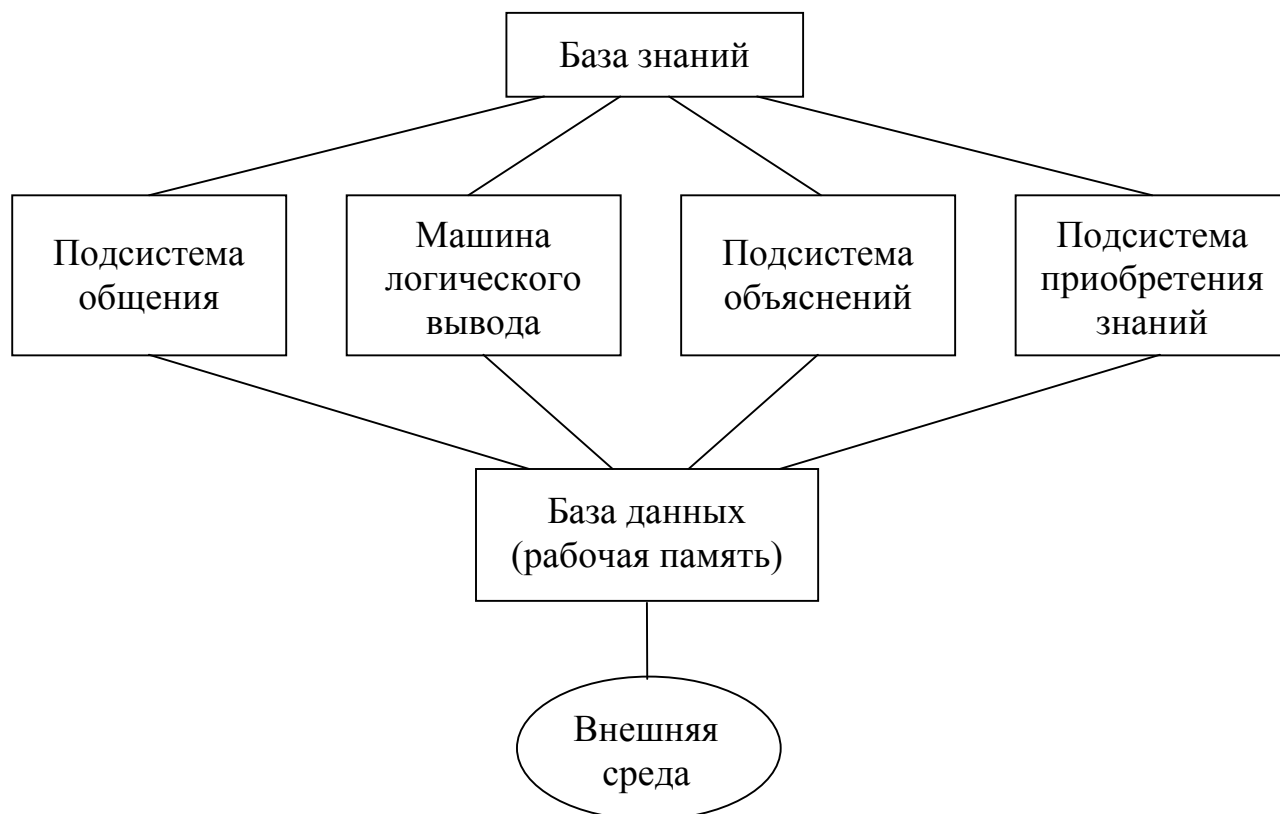 База знаний
Подсистема
общения
Машина
логического
вывода
Подсистема
объяснений
Подсистема
приобретения
знаний
База данных
(рабочая память)
Внешняя
среда